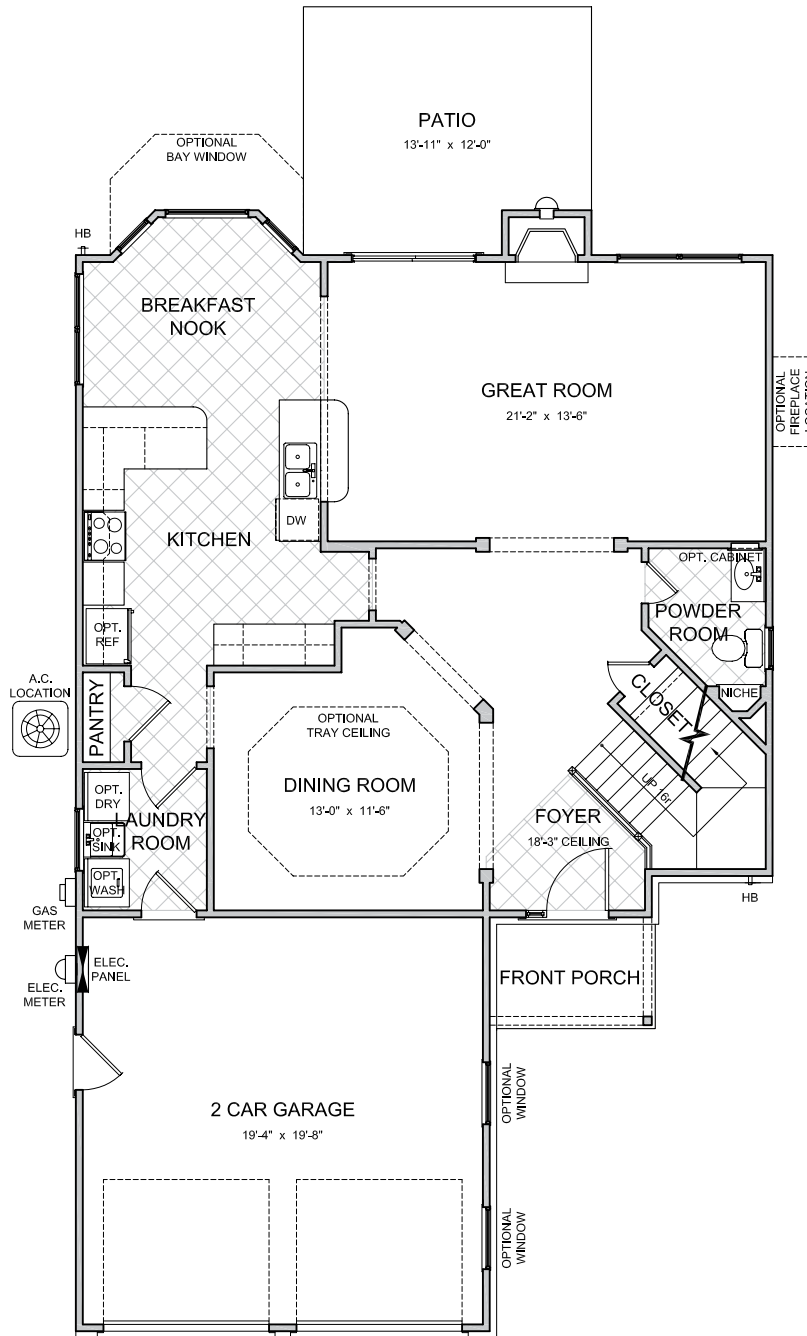 PATIO
13'-11" x 12'-0"
OPTIONAL
BAY WINDOW
HB
BREAKFAST
NOOK
GREAT ROOM
21'-2" x 13'-6"
OPTIONAL
FIREPLACE
LOCATION
DW
KITCHEN
OPT. CABINET
POWDER
ROOM
OPT.
REF
A.C.
LOCATION
PANTRY
CLOSET
NICHE
OPTIONAL
TRAY CEILING
DINING ROOM
13'-0" x 11'-6"
UP 16r
OPT.
DRY
LAUNDRY
ROOM
OPT.
SINK
OPT.
WASH
FOYER
18'-3" CEILING
GAS
METER
HB
ELEC.
PANEL
ELEC.
METER
FRONT PORCH
2 CAR GARAGE
19'-4" x 19'-8"
OPTIONAL
WINDOW
OPTIONAL
WINDOW